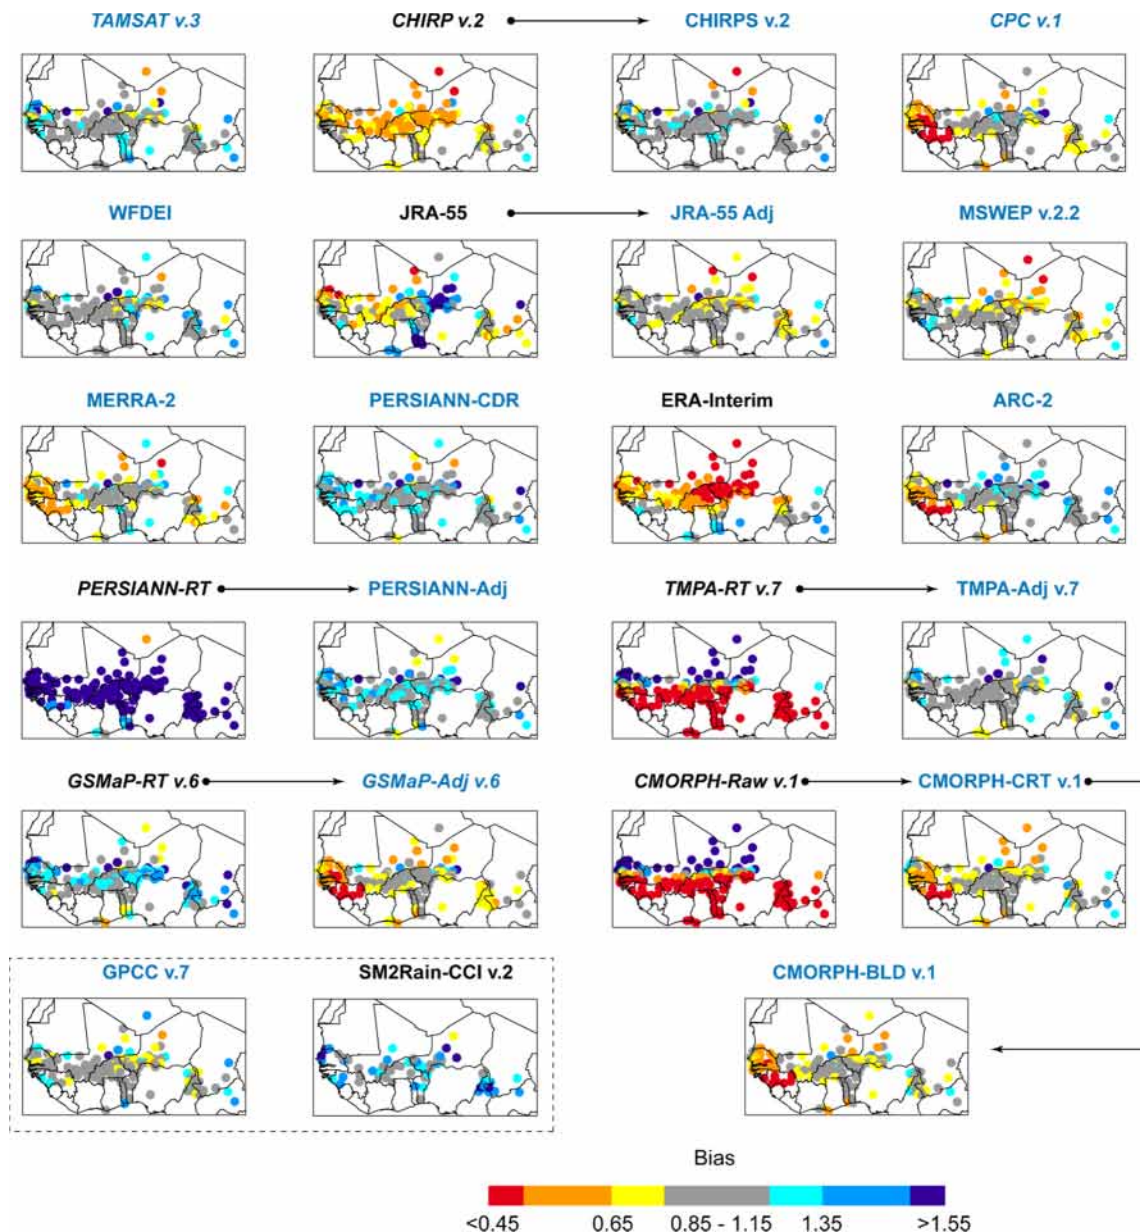 TAMSAT v.3 CHIRP v.2 CHIRPS v.2 CPC v.1
WFDEI JRA-55 JRA-55 Adj MSWEP v.2.2
MERRA-2 PERSIANN-CDR ERA-Interim ARC-2
PERSIANN-RT PERSIANN-Adj TMPA-RT v.7 TMPA-Adj v.7
GSMaP-RT v.6 GSMaP-Adj v.6 CMORPH-Raw v.1 CMORPH-CRT v.1
GPCC v.7 SM2Rain-CCI v.2 CMORPH-BLD v.1
Bias
<0.45 0.65 0.85 - 1.15 1.35 >1.55